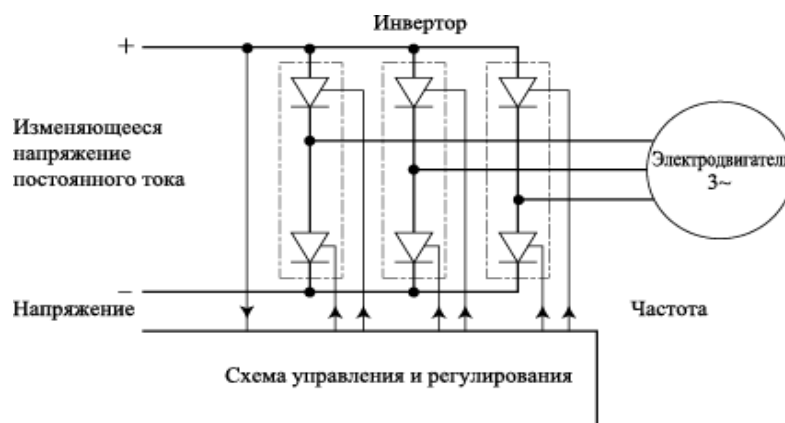 Инвертор
+
Изменяющееся
напряжение
постоянного тока
Электродвигатель
3~
−
Напряжение
Частота
Схема управления и регулирования